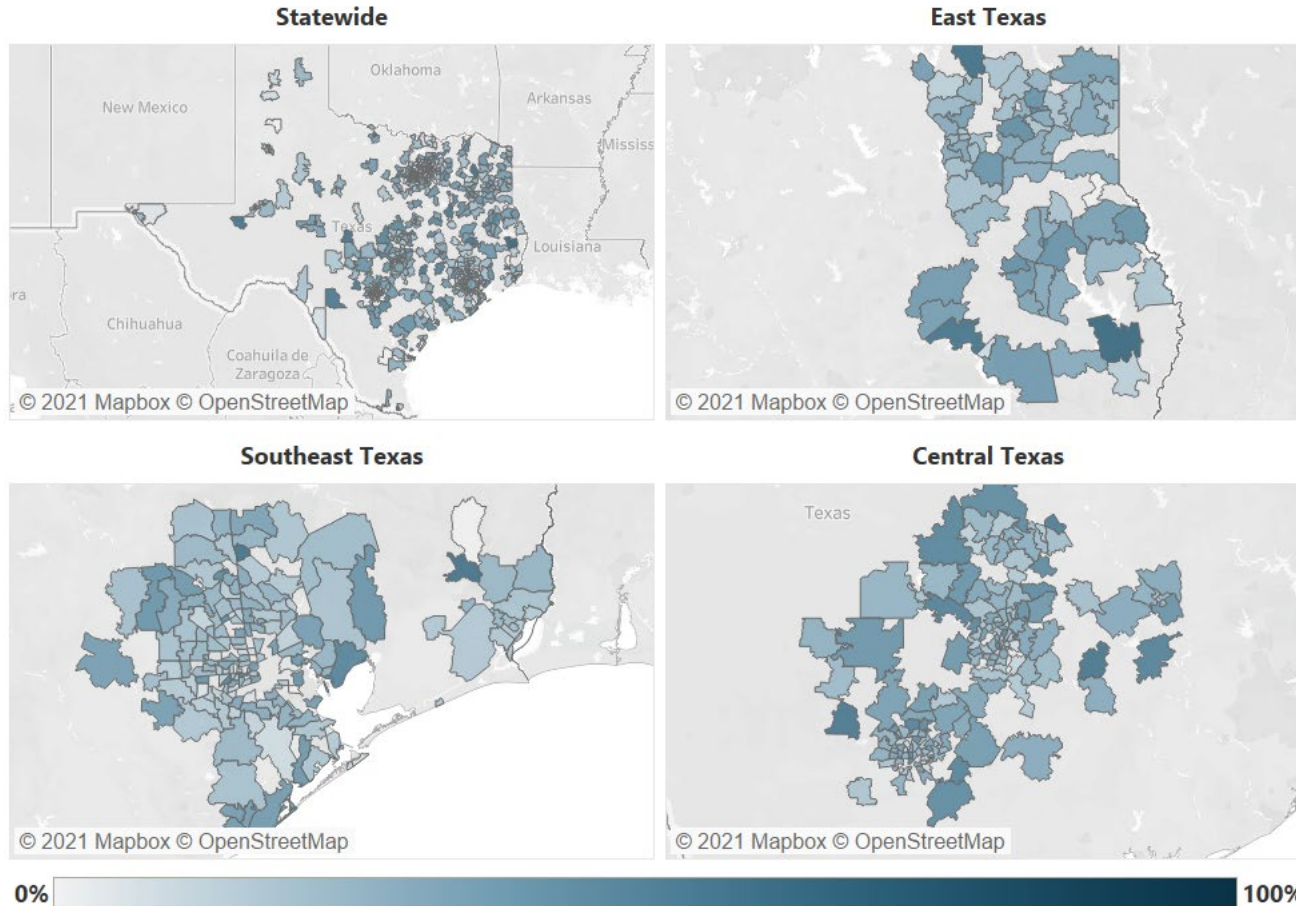 Statewide
East Texas
Oklahoma
New Mexico
Arkansas
Mississ
Texas
Louisiana
ra
Chihuahua
Coahuila de
Zaragoza
© 2021 Mapbox © OpenStreetMap
© 2021 Mapbox © OpenStreetMap
Southeast Texas
Central Texas
Texas
© 2021 Mapbox © OpenStreetMap
© 2021 Mapbox © OpenStreetMap
0%
100%